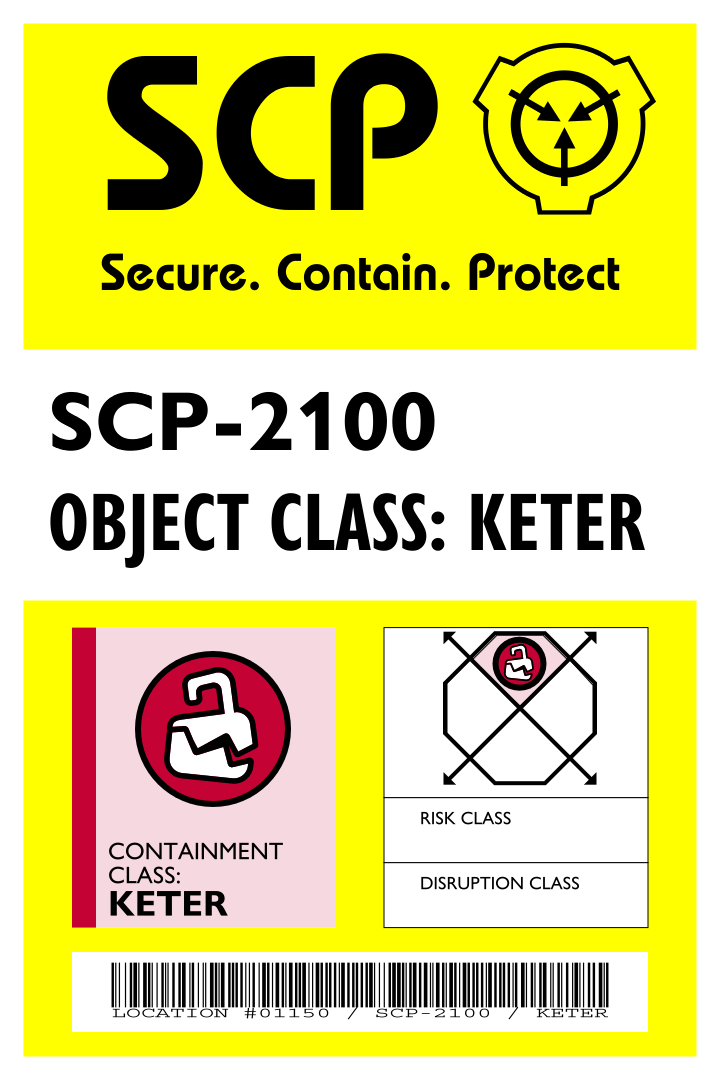 SCP
Secure. Contain. Protect
SCP-2100
OBJECT CLASS: KETER
CONTAINMENT
CLASS:
KETER
RISK CLASS
DISRUPTION CLASS
LOCATION #01150 / SCP-2100 / KETER